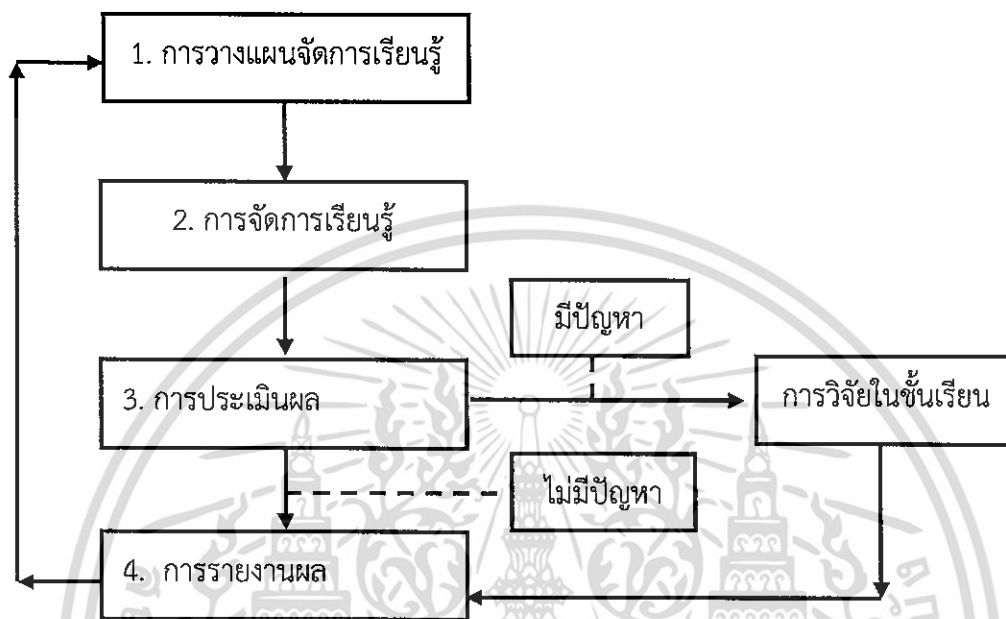 1. การวางแผนจัดการเรียนรู้
2. การจัดการเรียนรู้
มีปัญหา
3. การประเมินผล
การวิจัยในชั้นเรียน
ไม่มีปัญหา
4. การรายงานผล